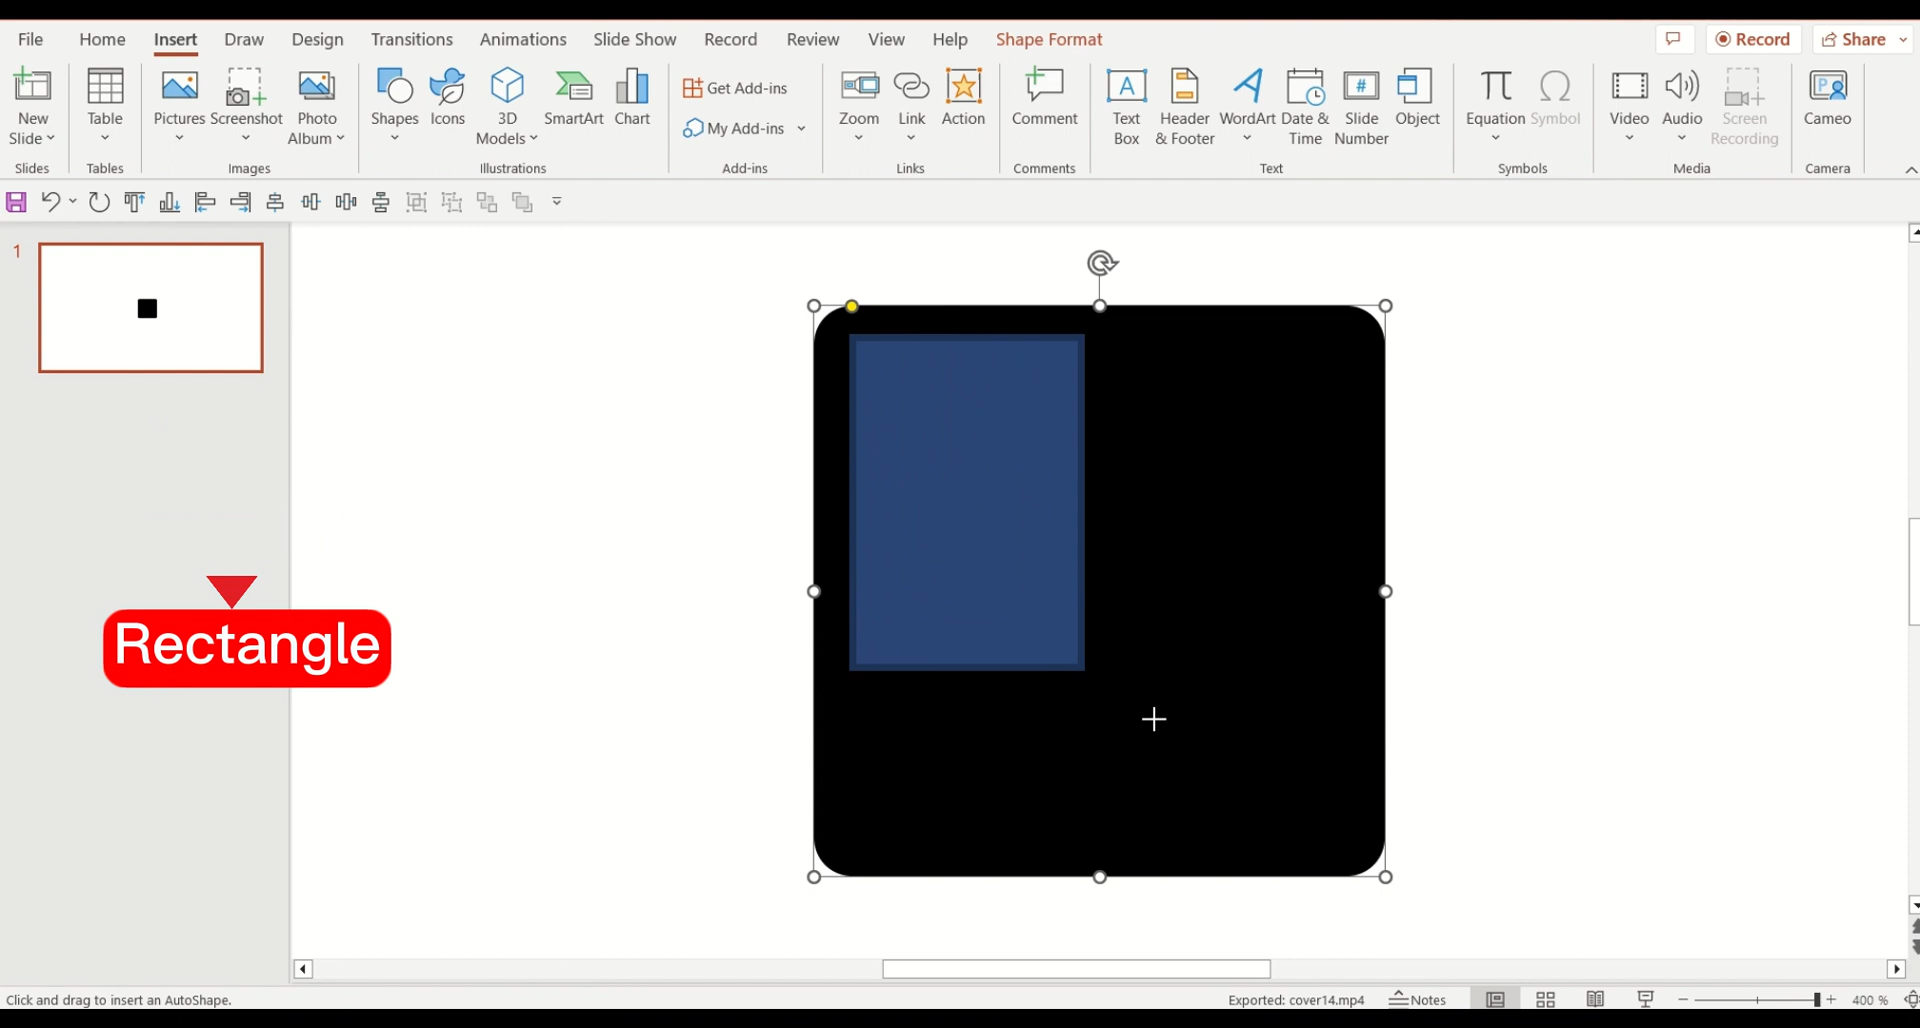 File Home Insert Draw Design Transitions Animations Slide Show Record Review View Help Shape Format Record Share
New Slide
Table
Pictures
Screenshot
Photo Album
Shapes
Icons
3D Models
SmartArt
Chart
Get Add-ins
My Add-ins
Zoom
Link
Action
Comment
A
Text Box
Header & Footer
A
WordArt
Date & Time
#
Slide Number
Object
π
Equation
Ω
Symbol
Video
Audio
Screen Recording
P
Cameo
Slides Tables Images Illustrations Add-ins Links Comments Text Symbols Media Camera
1
Rectangle
Click and drag to insert an AutoShape.
Exported: cover14.mp4 Notes 400 %